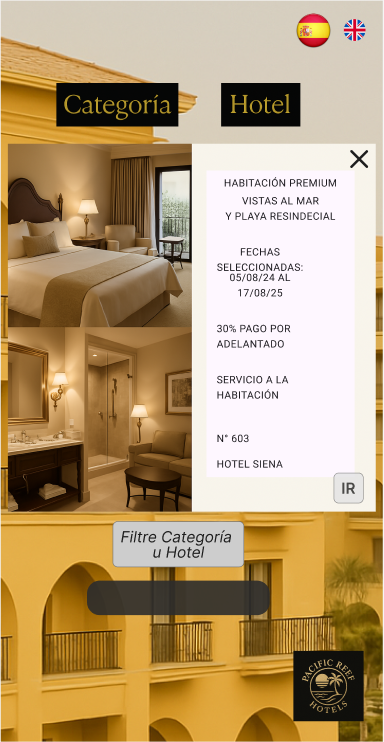 Categoría
Hotel
HABITACIÓN PREMIUM
VISTAS AL MAR
Y PLAYA RESINDECIAL
FECHAS
SELECCIONADAS:
05/08/24 AL
17/08/25
30% PAGO POR
ADELANTADO
SERVICIO A LA
HABITACIÓN
N° 603
HOTEL SIENA
IR
Filtre Categoría
u Hotel
PACIFIC REEF
HOTELS